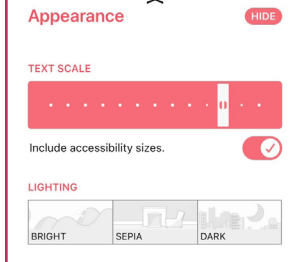 Appearance
HIDE
TEXT SCALE
Include accessibility sizes.
LIGHTING
BRIGHT
SEPIA
DARK